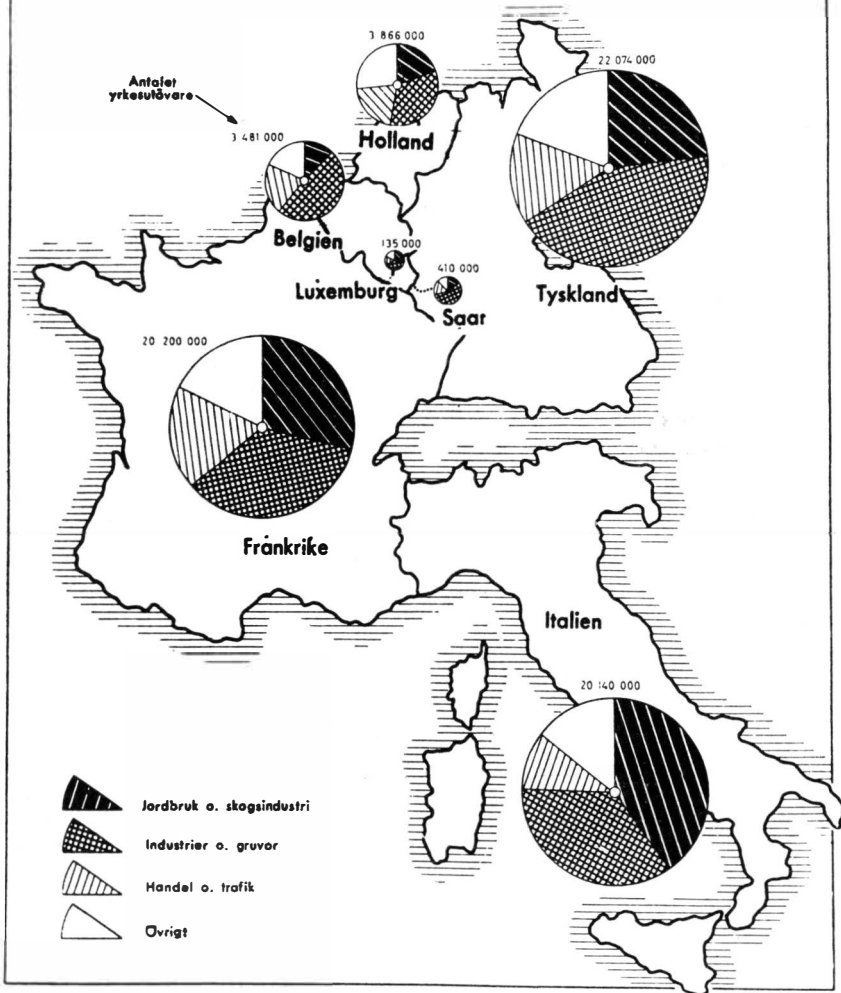 3 866 000
22 074 000
Antalet
yrkesutövare
3 481 000
Holland
Belgien
135 000
410 000
Luxemburg
Saar
Tyskland
20 200 000
Frankrike
Italien
20 140 000
Jordbruk o. skogsindustri
Industrier o. gruvor
Handel o. trafik
Övrigt